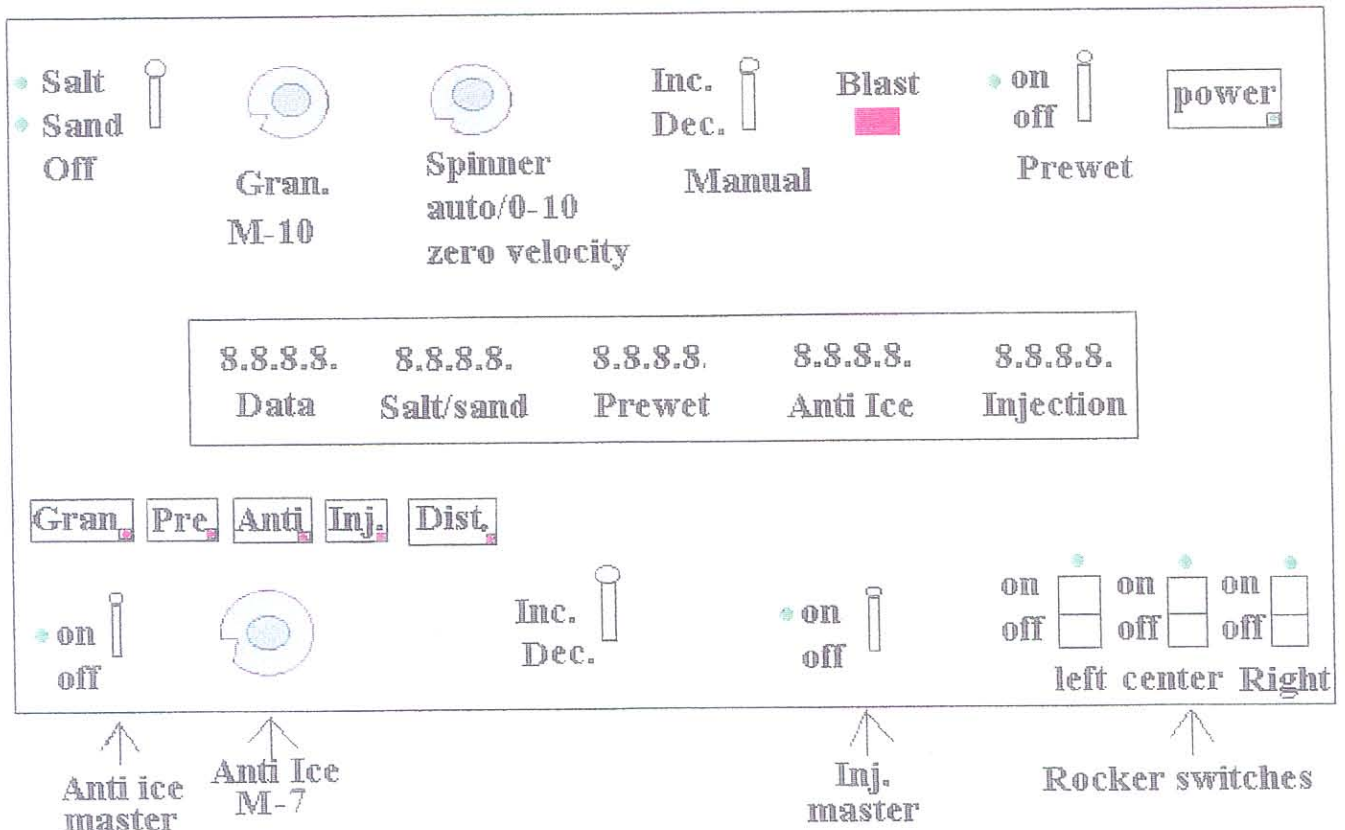 Salt
Sand
Off
Gran.
M-10
Spinner
auto/0-10
zero velocity
Inc.
Dec.
Manual
Blast
on
off
Prewet
power
8.8.8.8. 8.8.8.8. 8.8.8.8. 8.8.8.8. 8.8.8.8.
Data Salt/sand Prewet Anti Ice Injection
Gran. Pre. Anti Inj. Dist.
on
off
Inc.
Dec.
on
off
on on on
off off off
left center Right
Anti ice
master
Anti Ice
M-7
Inj.
master
Rocker switches